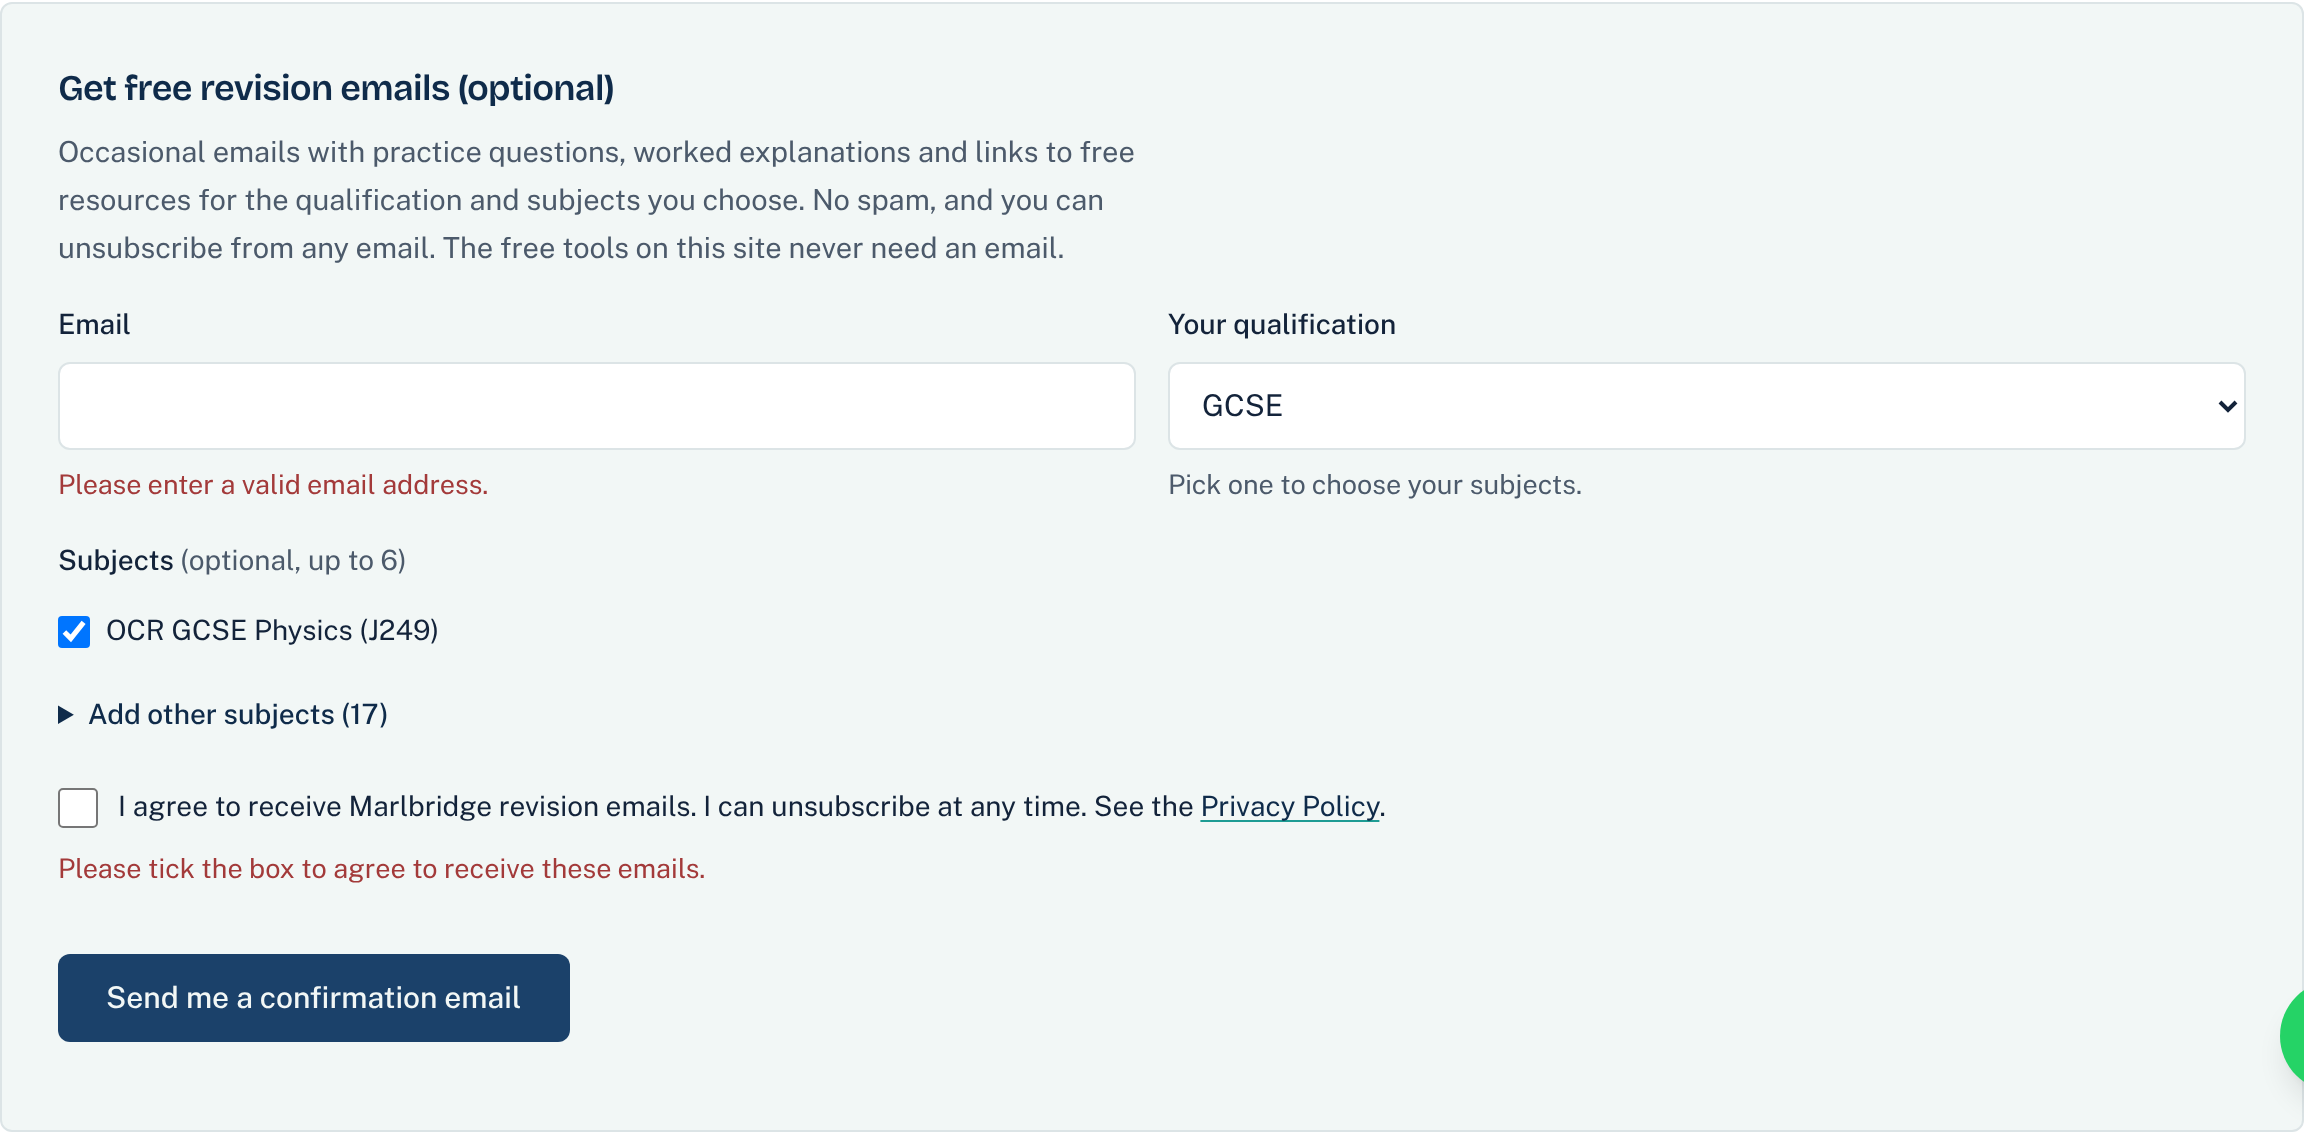 Get free revision emails (optional)
Occasional emails with practice questions, worked explanations and links to free
resources for the qualification and subjects you choose. No spam, and you can
unsubscribe from any email. The free tools on this site never need an email.
Email
Your qualification
GCSE
Please enter a valid email address.
Pick one to choose your subjects.
Subjects (optional, up to 6)
OCR GCSE Physics (J249)
Add other subjects (17)
I agree to receive Marlbridge revision emails. I can unsubscribe at any time. See the Privacy Policy.
Please tick the box to agree to receive these emails.
Send me a confirmation email